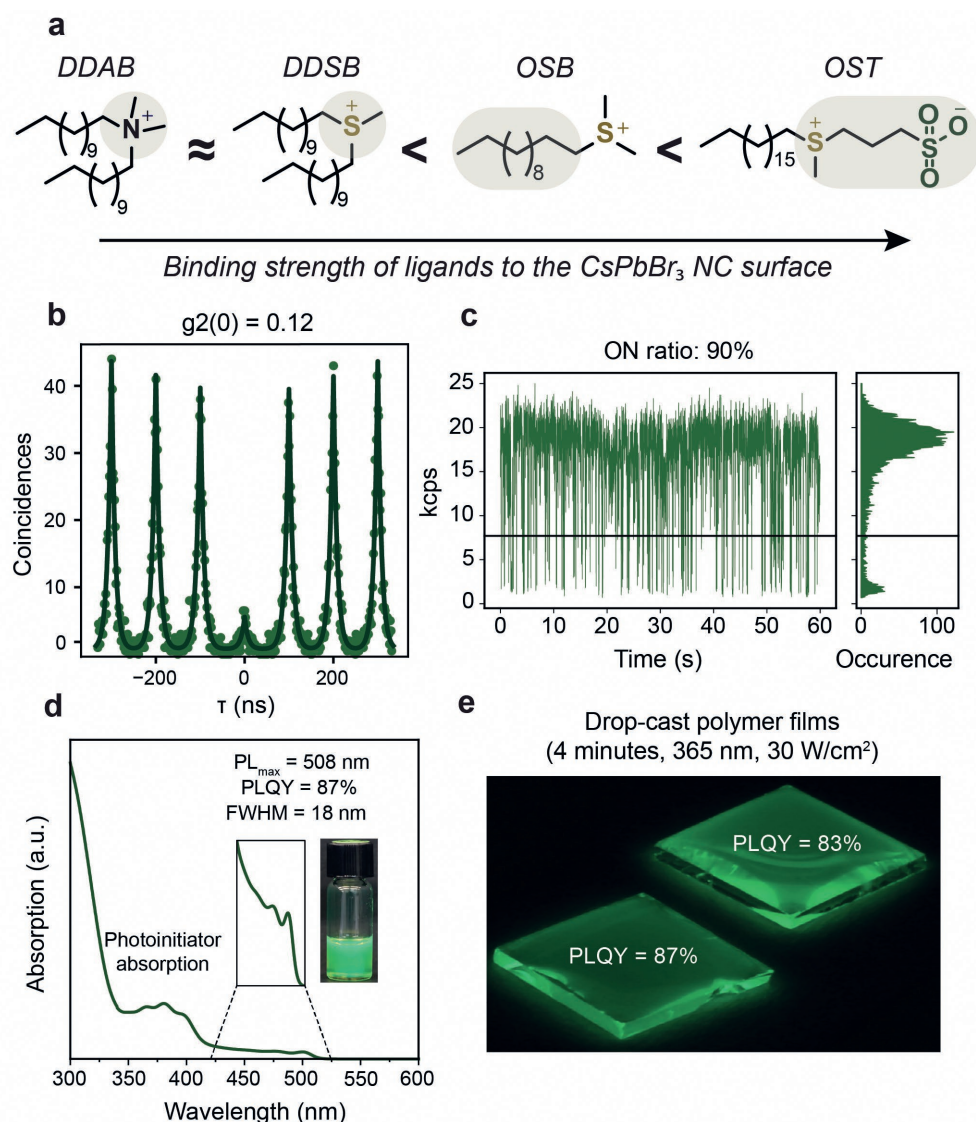 a
DDAB
DDSB
OSB
OST
N+
9
9
≈
S+
9
9
<
S+
8
<
S+
15
O
S
O
O−
Binding strength of ligands to the CsPbBr₃ NC surface
b
g2(0) = 0.12
Coincidences
40
30
20
10
0
−200
0
200
τ (ns)
c
ON ratio: 90%
kcps
25
20
15
10
5
0
0
10
20
30
40
50
60
Time (s)
0
100
Occurence
d
PLmax = 508 nm
PLQY = 87%
FWHM = 18 nm
Photoinitiator
absorption
Absorption (a.u.)
300
350
400
450
500
550
600
Wavelength (nm)
e
Drop-cast polymer films
(4 minutes, 365 nm, 30 W/cm²)
PLQY = 83%
PLQY = 87%